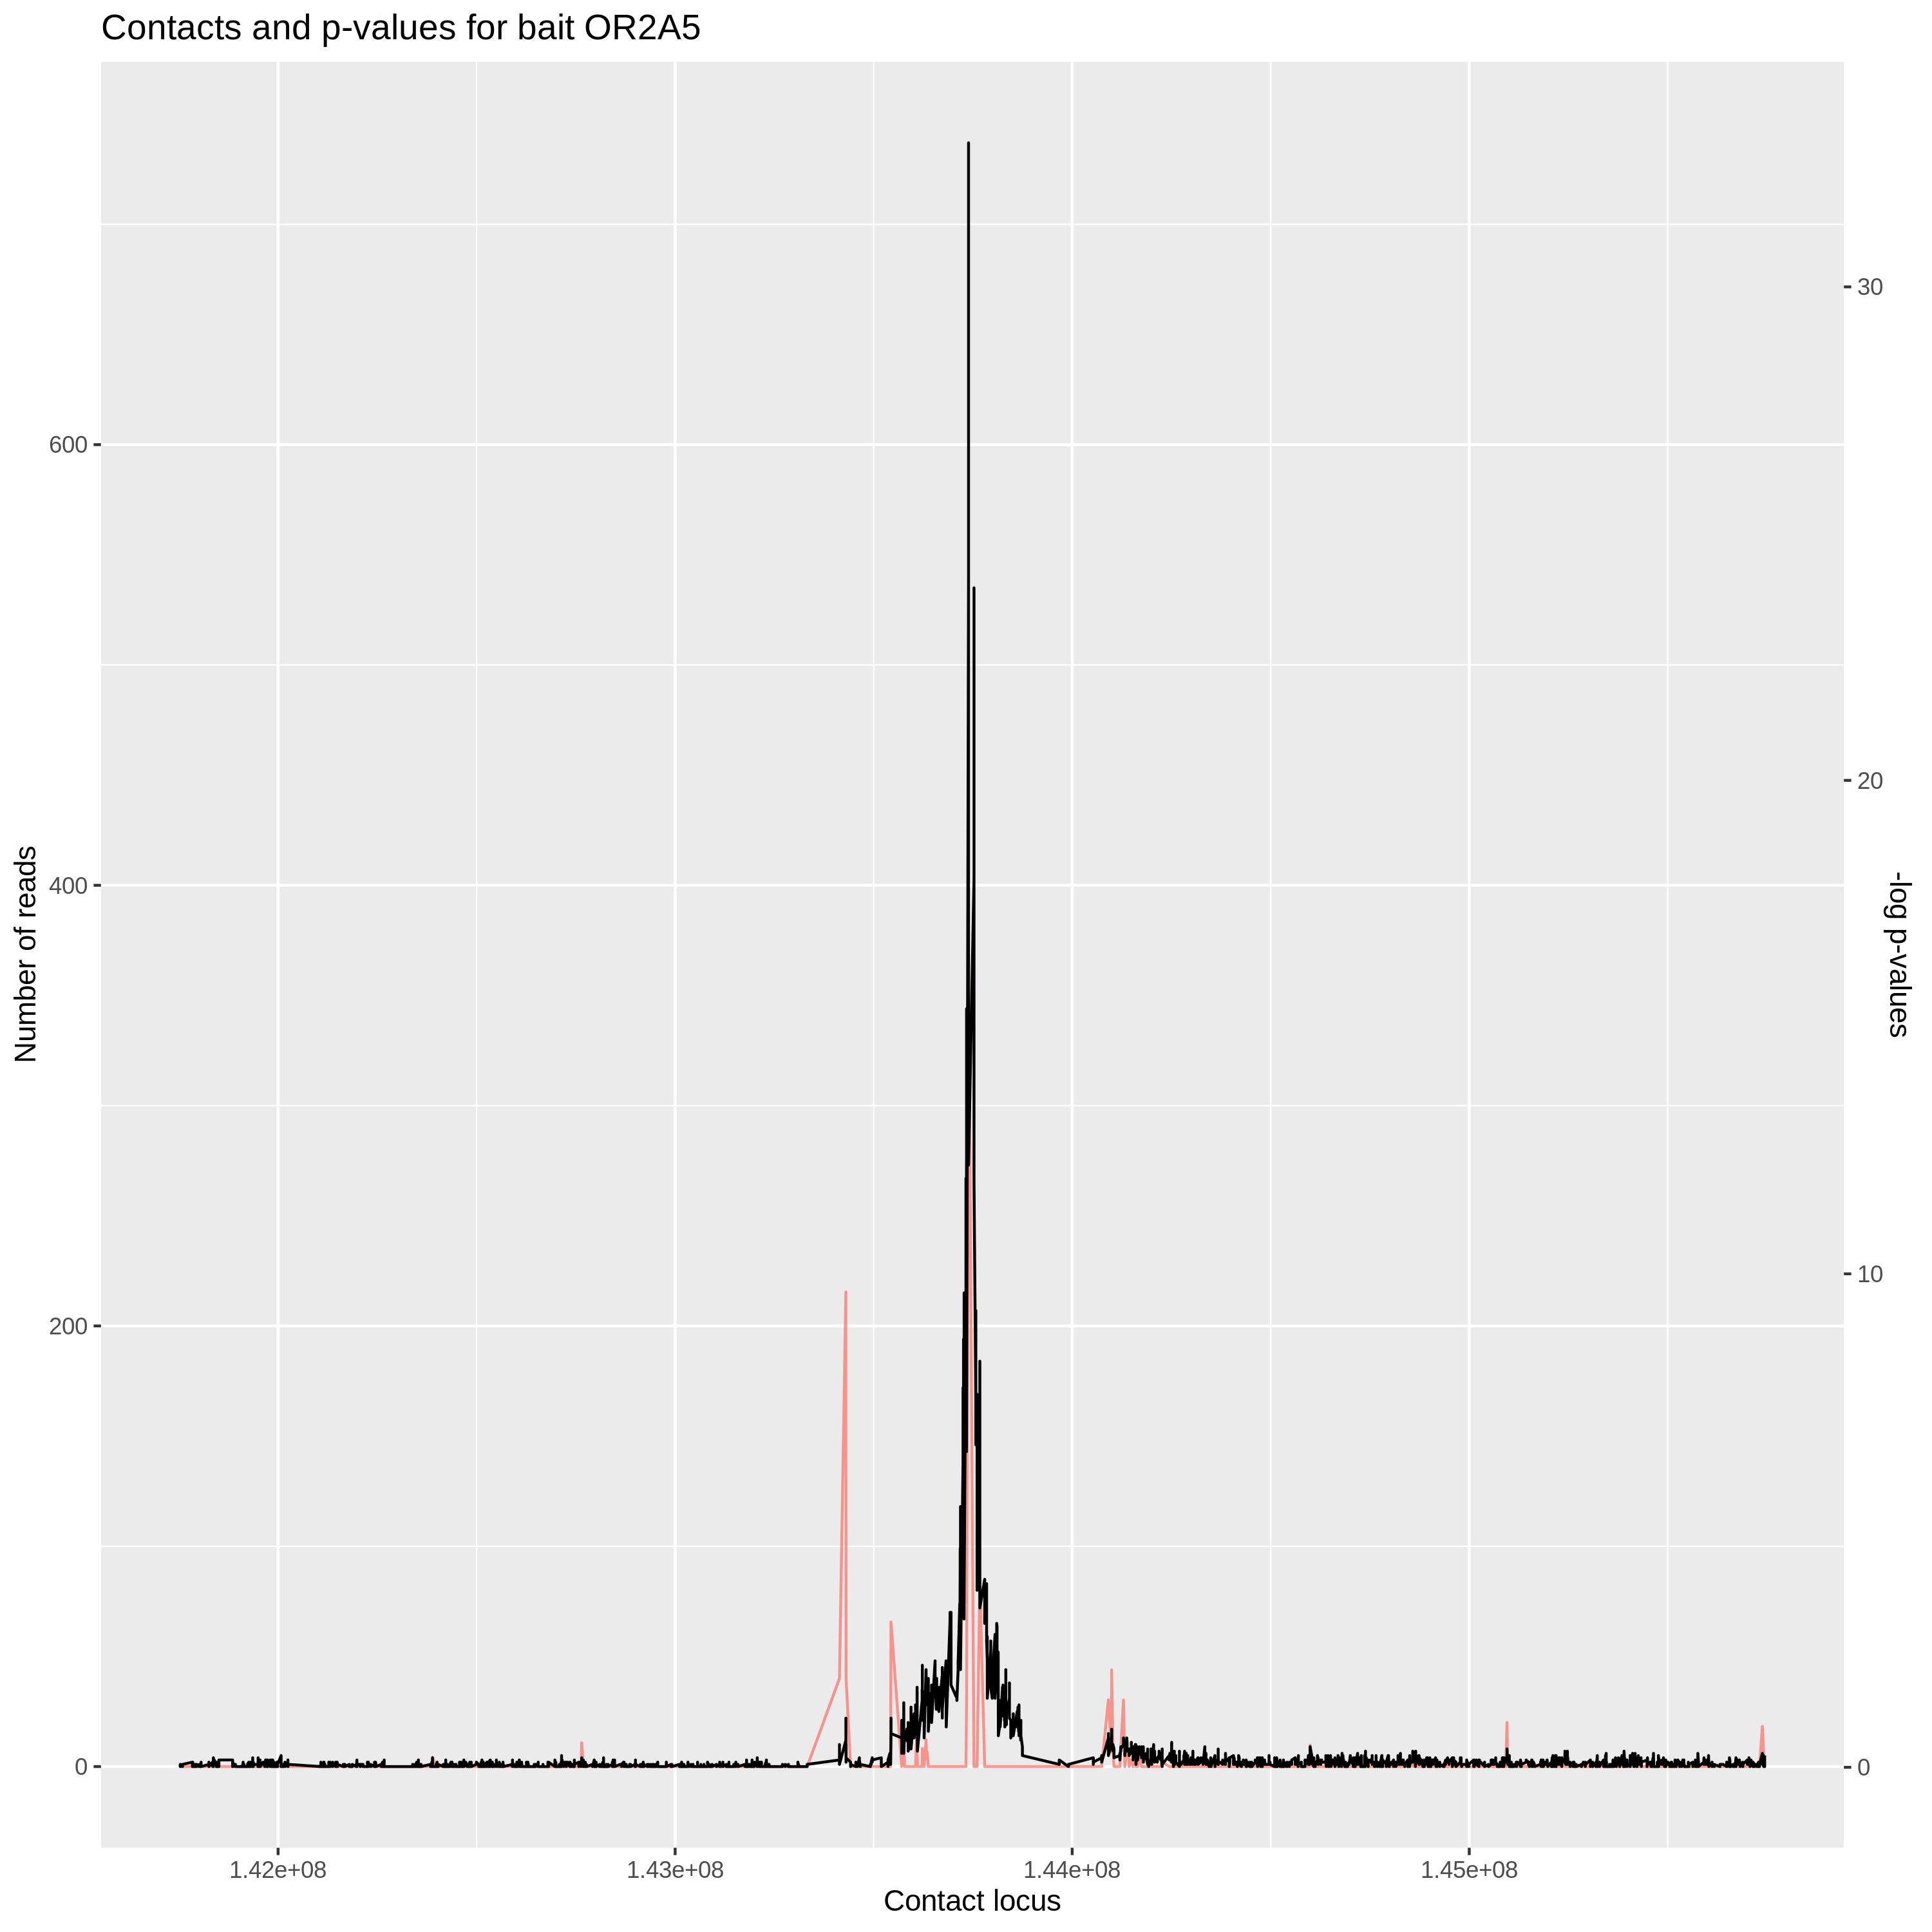 Contacts and p-values for bait OR2A5
Number of reads
600
400
200
0
30
20
10
0
-log p-values
1.42e+08 1.43e+08 1.44e+08 1.45e+08
Contact locus